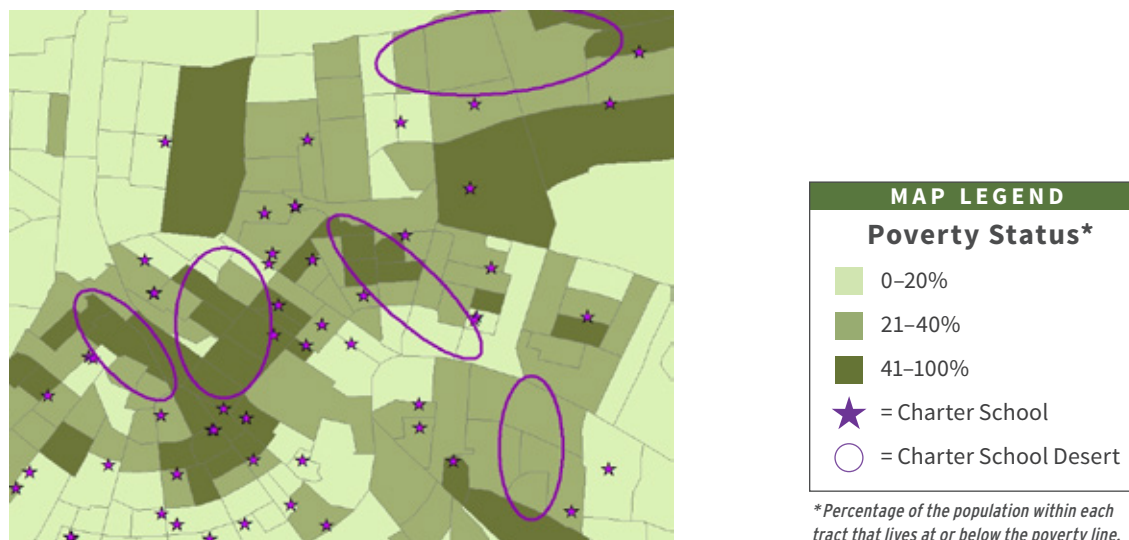 MAP LEGEND
Poverty Status*
0–20%
21–40%
41–100%
= Charter School
= Charter School Desert
*Percentage of the population within each
tract that lives at or below the poverty line.